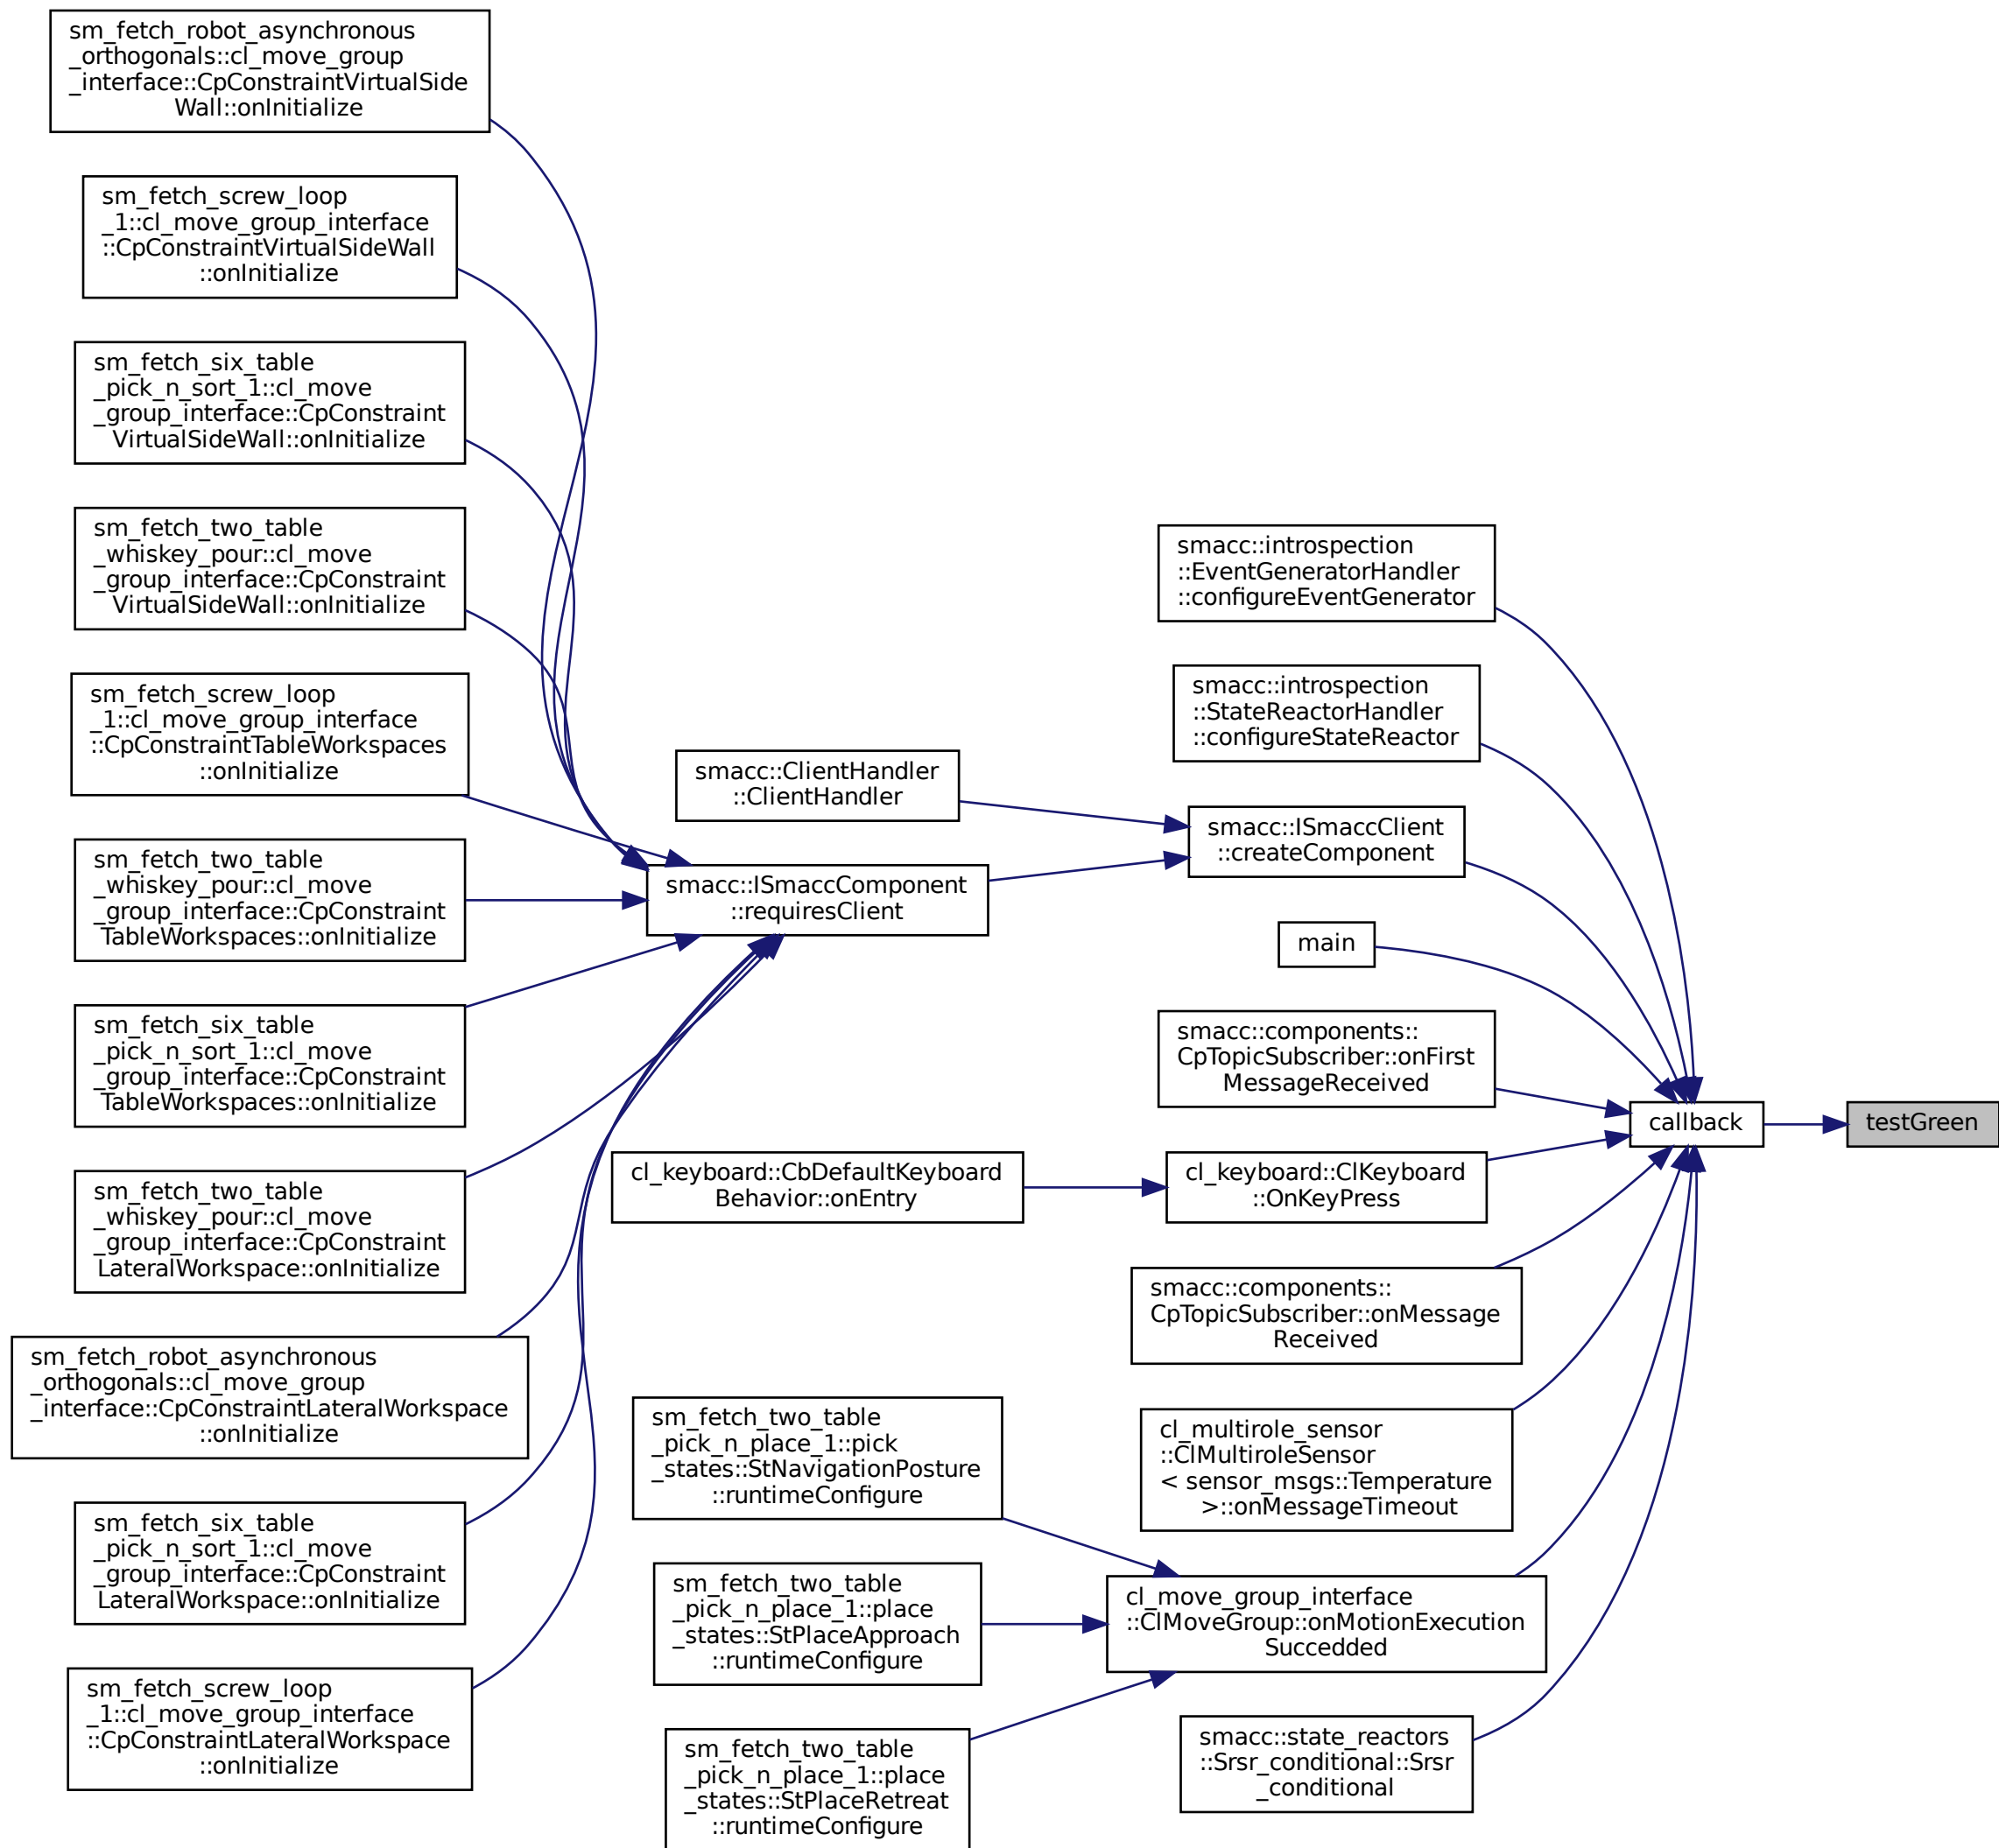 sm_fetch_robot_asynchronous
_orthogonals::cl_move_group
_interface::CpConstraintVirtualSide
Wall::onInitialize
sm_fetch_screw_loop
_1::cl_move_group_interface
::CpConstraintVirtualSideWall
::onInitialize
sm_fetch_six_table
_pick_n_sort_1::cl_move
_group_interface::CpConstraint
VirtualSideWall::onInitialize
sm_fetch_two_table
_whiskey_pour::cl_move
_group_interface::CpConstraint
VirtualSideWall::onInitialize
sm_fetch_screw_loop
_1::cl_move_group_interface
::CpConstraintTableWorkspaces
::onInitialize
sm_fetch_two_table
_whiskey_pour::cl_move
_group_interface::CpConstraint
TableWorkspaces::onInitialize
sm_fetch_six_table
_pick_n_sort_1::cl_move
_group_interface::CpConstraint
TableWorkspaces::onInitialize
sm_fetch_two_table
_whiskey_pour::cl_move
_group_interface::CpConstraint
LateralWorkspace::onInitialize
sm_fetch_robot_asynchronous
_orthogonals::cl_move_group
_interface::CpConstraintLateralWorkspace
::onInitialize
sm_fetch_six_table
_pick_n_sort_1::cl_move
_group_interface::CpConstraint
LateralWorkspace::onInitialize
sm_fetch_screw_loop
_1::cl_move_group_interface
::CpConstraintLateralWorkspace
::onInitialize
smacc::ClientHandler
::ClientHandler
smacc::ISmaccComponent
::requiresClient
cl_keyboard::CbDefaultKeyboard
Behavior::onEntry
sm_fetch_two_table
_pick_n_place_1::pick
_states::StNavigationPosture
::runtimeConfigure
sm_fetch_two_table
_pick_n_place_1::place
_states::StPlaceApproach
::runtimeConfigure
sm_fetch_two_table
_pick_n_place_1::place
_states::StPlaceRetreat
::runtimeConfigure
smacc::introspection
::EventGeneratorHandler
::configureEventGenerator
smacc::introspection
::StateReactorHandler
::configureStateReactor
smacc::ISmaccClient
::createComponent
main
smacc::components::
CpTopicSubscriber::onFirst
MessageReceived
cl_keyboard::ClKeyboard
::OnKeyPress
smacc::components::
CpTopicSubscriber::onMessage
Received
cl_multirole_sensor
::ClMultiroleSensor
< sensor_msgs::Temperature
>::onMessageTimeout
cl_move_group_interface
::ClMoveGroup::onMotionExecution
Succedded
smacc::state_reactors
::Srsr_conditional::Srsr
_conditional
callback
testGreen